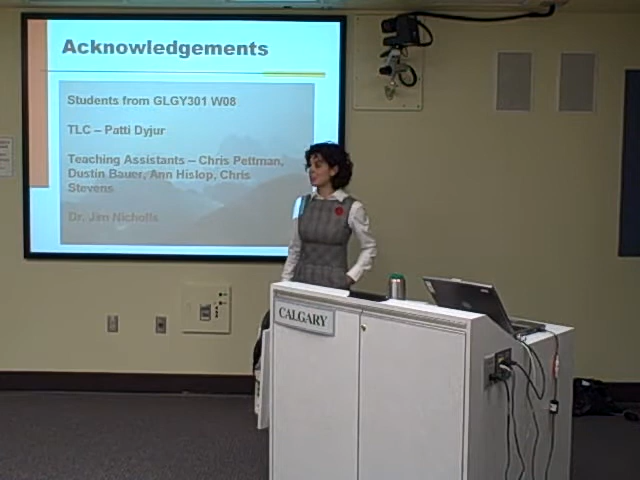 Acknowledgements
Students from GLGY301 W08
TLC – Patti Dyjur
Teaching Assistants – Chris Pettman,
Dustin Bauer, Ann Hislop, Chris
Stevens
Dr. Jim Nicholls
CALGARY